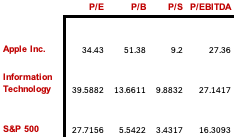 P/E P/B P/S P/EBITDA
Apple Inc. 34.43 51.38 9.2 27.36
Information
Technology 39.5882 13.6611 9.8832 27.1417
S&P 500 27.7156 5.5422 3.4317 16.3093